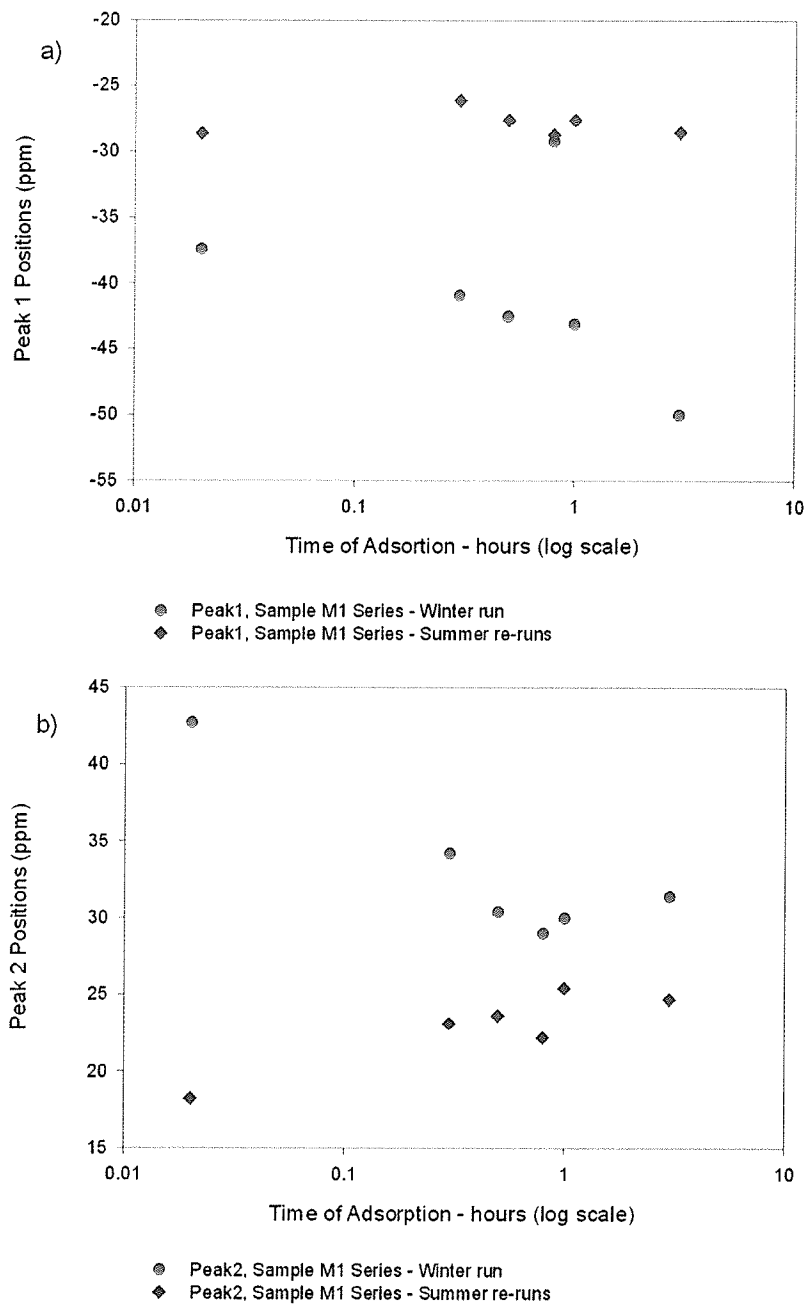 a)
Peak 1 Positions (ppm)
-20
-25
-30
-35
-40
-45
-50
-55
0.01
0.1
1
10
Time of Adsortion - hours (log scale)
Peak1, Sample M1 Series - Winter run
Peak1, Sample M1 Series - Summer re-runs
b)
Peak 2 Positions (ppm)
45
40
35
30
25
20
15
0.01
0.1
1
10
Time of Adsorption - hours (log scale)
Peak2, Sample M1 Series - Winter run
Peak2, Sample M1 Series - Summer re-runs